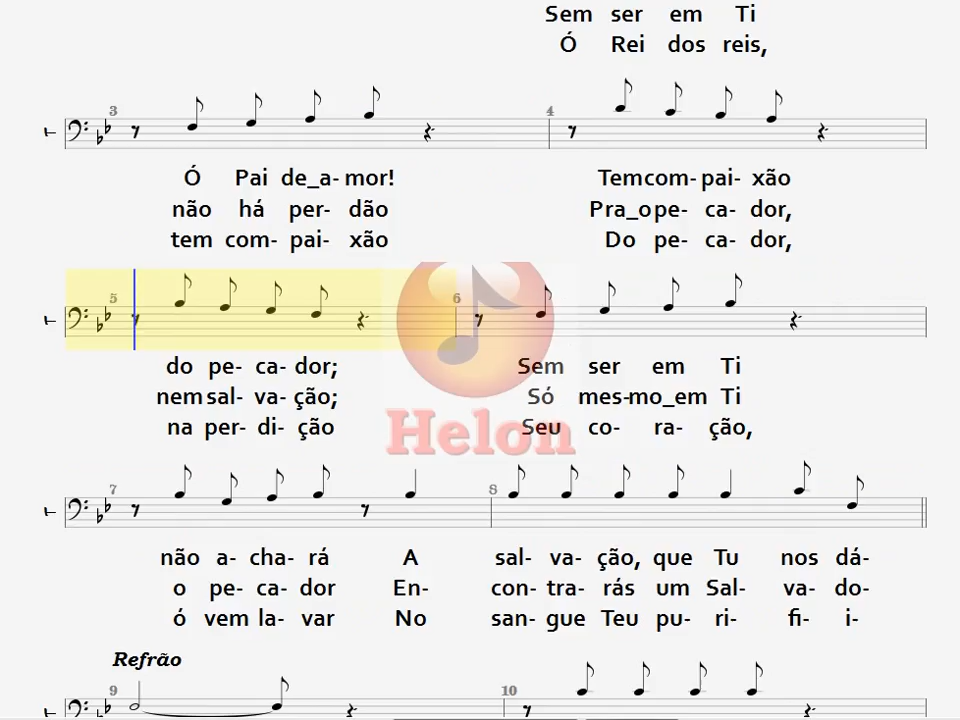 Sem ser em Ti
Ó Rei dos reis,
3 4
Ó Pai de_a- mor! Tem com- pai- xão
não há per- dão Pra_o pe- ca- dor,
tem com- pai- xão Do pe- ca- dor,
5 6
do pe- ca- dor; Sem ser em Ti
nem sal- va- ção; Só mes- mo_em Ti
na per- di- ção Seu co- ra- ção,
Helon
7 8
não a- cha- rá A sal- va- ção, que Tu nos dá-
o pe- ca- dor En- con- tra- rás um Sal- va- do-
ó vem la- var No san- gue Teu pu- ri- fi- i-
Refrão
9 10